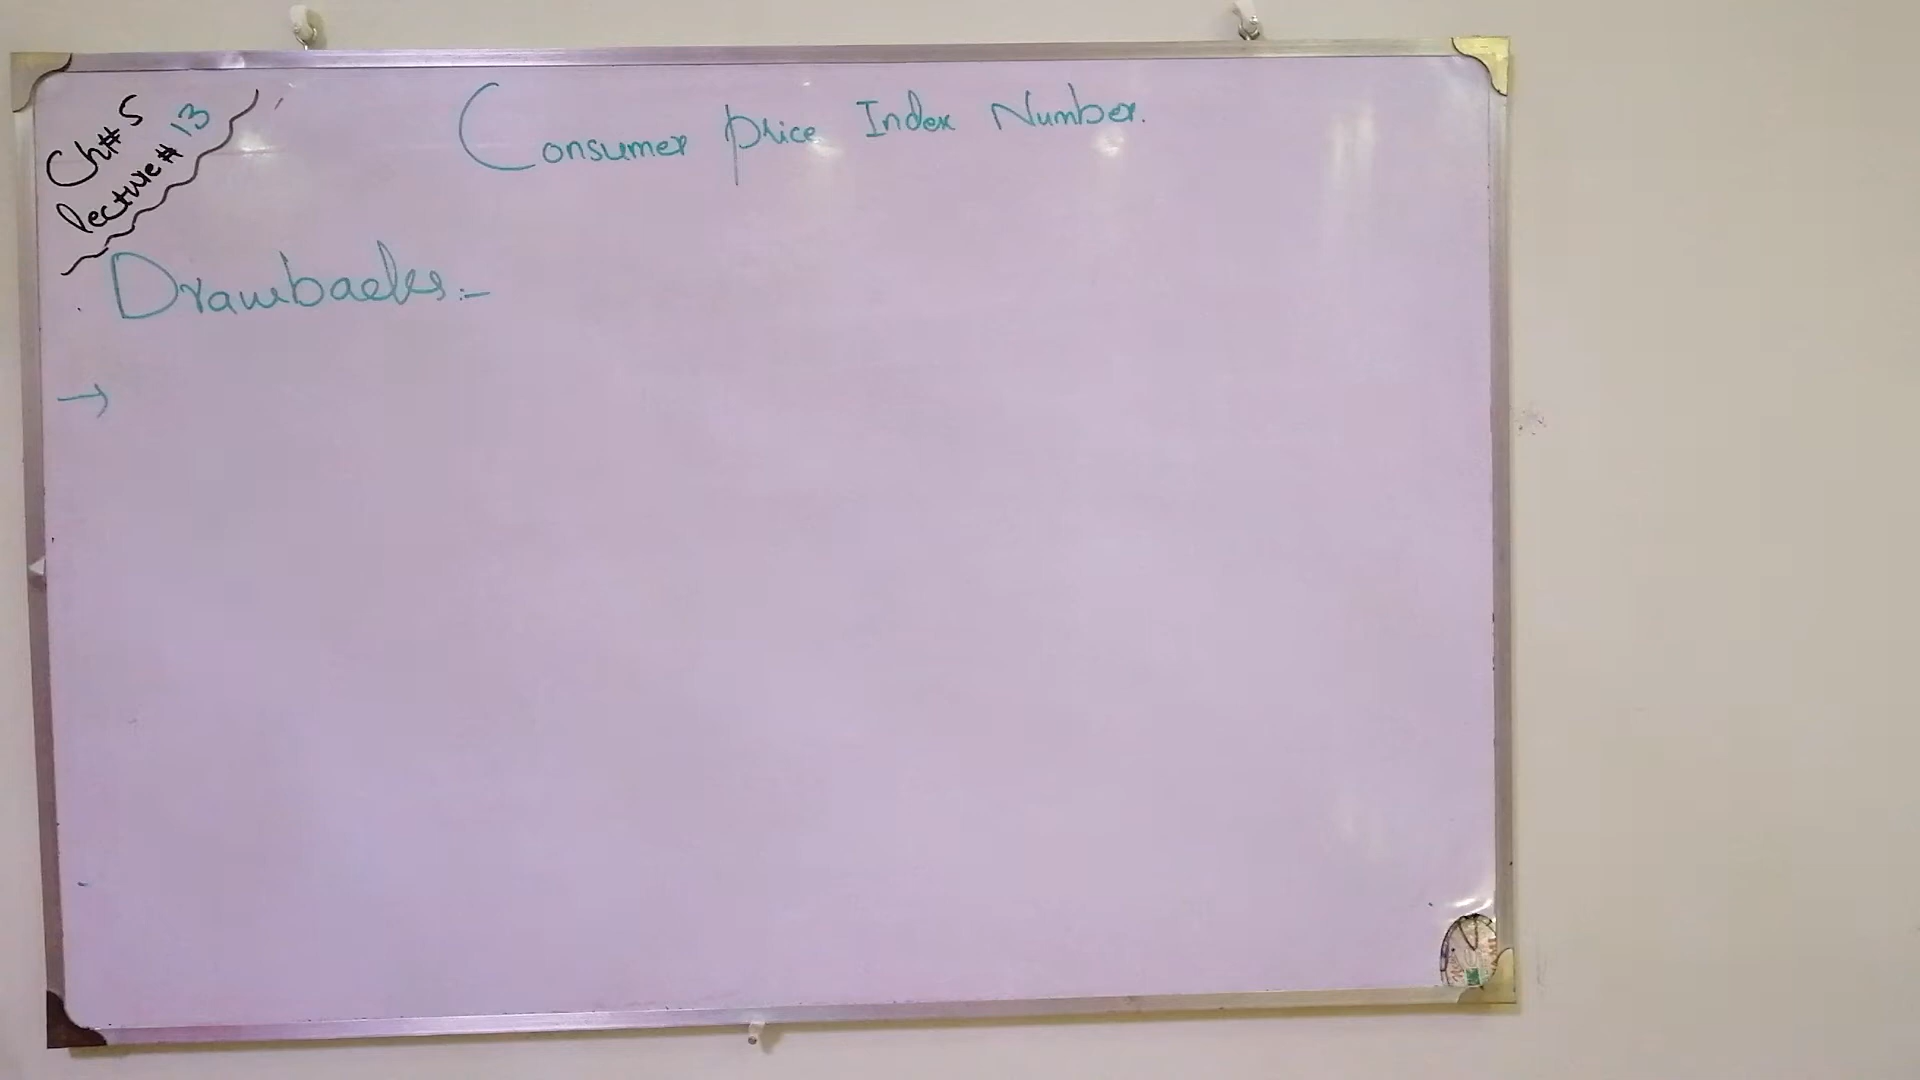 Ch# 5
lecture# 13
Consumer price Index Number.
Drawbacks:-
→